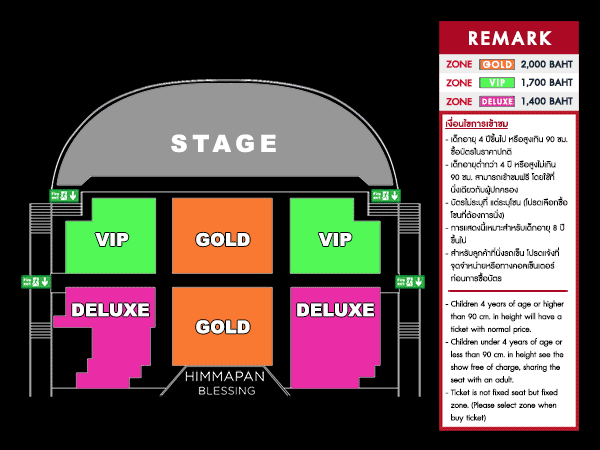 STAGE
VIP
GOLD
VIP
DELUXE
GOLD
DELUXE
HIMMAPAN
BLESSING
REMARK
ZONE GOLD 2,000 BAHT
ZONE VIP 1,700 BAHT
ZONE DELUXE 1,400 BAHT
เงื่อนไขการเข้าชม
- เด็กอายุ 4 ปีขึ้นไป หรือสูงเกิน 90 ซม.
ซื้อบัตรในราคาปกติ
- เด็กอายุต่ำกว่า 4 ปี หรือสูงไม่เกิน
90 ซม. สามารถเข้าชมฟรี โดยใช้ที่
นั่งเดียวกับผู้ปกครอง
- บัตรไม่ระบุที่ แต่ระบุโซน (โปรดเลือกซื้อ
โซนที่ต้องการนั่ง)
- การแสดงนี้เหมาะสำหรับเด็กอายุ 8 ปี
ขึ้นไป
- สำหรับลูกค้าที่นั่งรถเข็น โปรดแจ้งที่
จุดจำหน่ายหรือทางคอลเซ็นเตอร์
ก่อนการซื้อบัตร
- Children 4 years of age or higher
than 90 cm. in height will have a
ticket with normal price.
- Children under 4 years of age or
less than 90 cm. in height see the
show free of charge, sharing the
seat with an adult.
- Ticket is not fixed seat but fixed
zone. (Please select zone when
buy ticket)